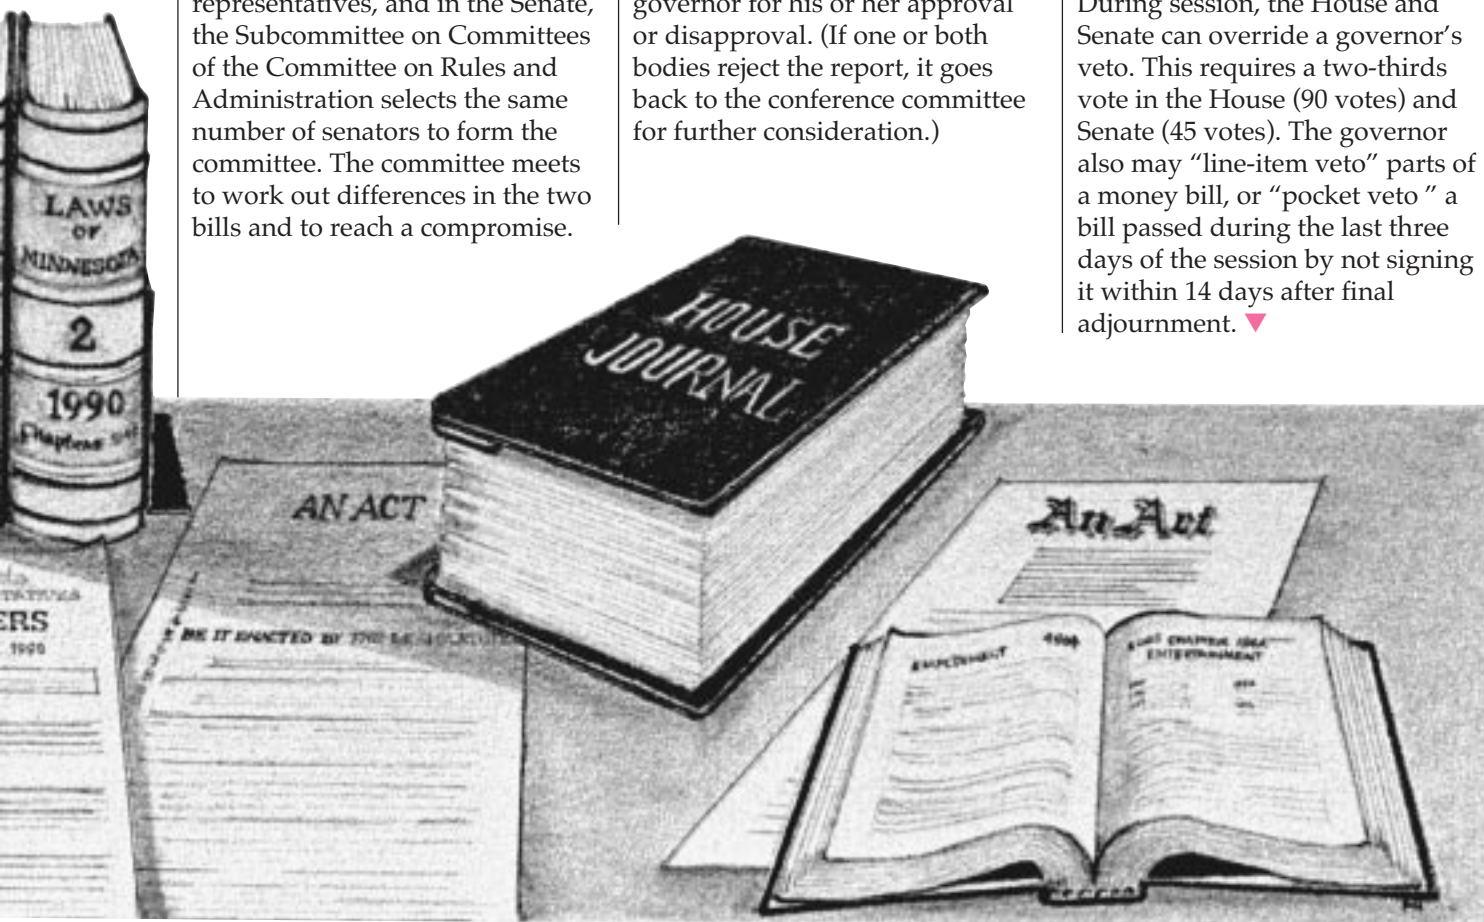 representatives, and in the Senate,
the Subcommittee on Committees
of the Committee on Rules and
Administration selects the same
number of senators to form the
committee. The committee meets
to work out differences in the two
bills and to reach a compromise.
governor for his or her approval
or disapproval. (If one or both
bodies reject the report, it goes
back to the conference committee
for further consideration.)
During session, the House and
Senate can override a governor’s
veto. This requires a two-thirds
vote in the House (90 votes) and
Senate (45 votes). The governor
also may “line-item veto” parts of
a money bill, or “pocket veto ” a
bill passed during the last three
days of the session by not signing
it within 14 days after final
adjournment.
LAWS
OF
MINNESOTA
2
1990
Chapters
HOUSE
JOURNAL
AN ACT
BE IT ENACTED BY
An Act
ERS
1990
ENTERTAINMENT